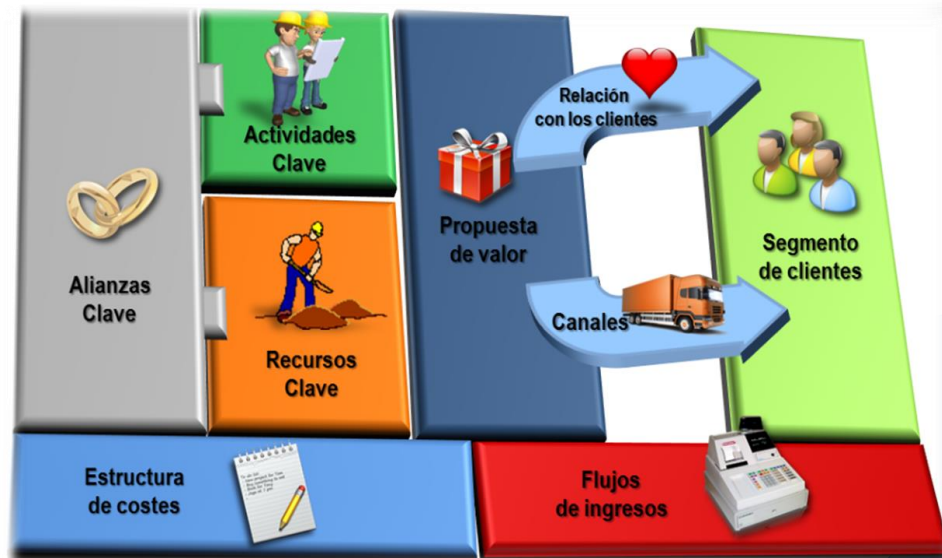 Alianzas
Clave
Actividades
Clave
Recursos
Clave
Propuesta
de valor
Relación
con los clientes
Canales
Segmento
de clientes
Estructura
de costes
Flujos
de ingresos